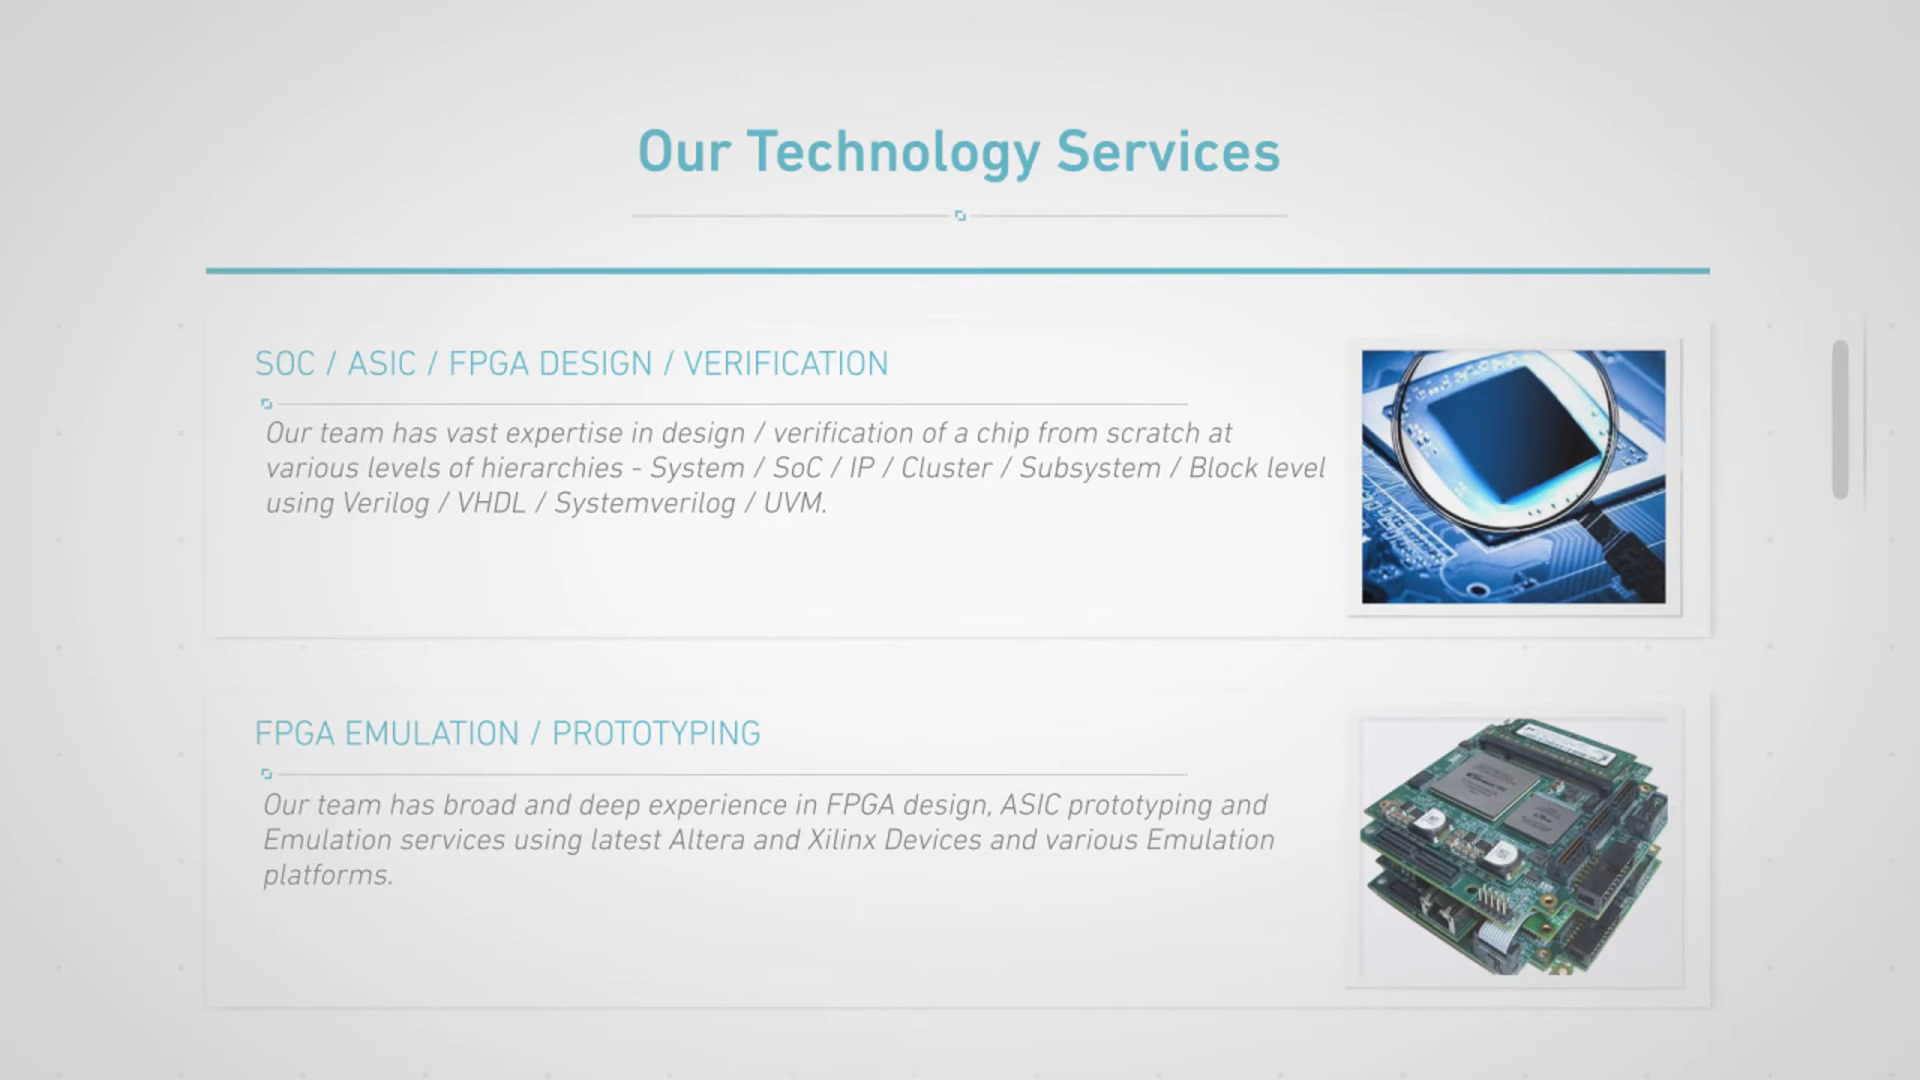 Our Technology Services
SOC / ASIC / FPGA DESIGN / VERIFICATION
Our team has vast expertise in design / verification of a chip from scratch at
various levels of hierarchies - System / SoC / IP / Cluster / Subsystem / Block level
using Verilog / VHDL / Systemverilog / UVM.
FPGA EMULATION / PROTOTYPING
Our team has broad and deep experience in FPGA design, ASIC prototyping and
Emulation services using latest Altera and Xilinx Devices and various Emulation
platforms.